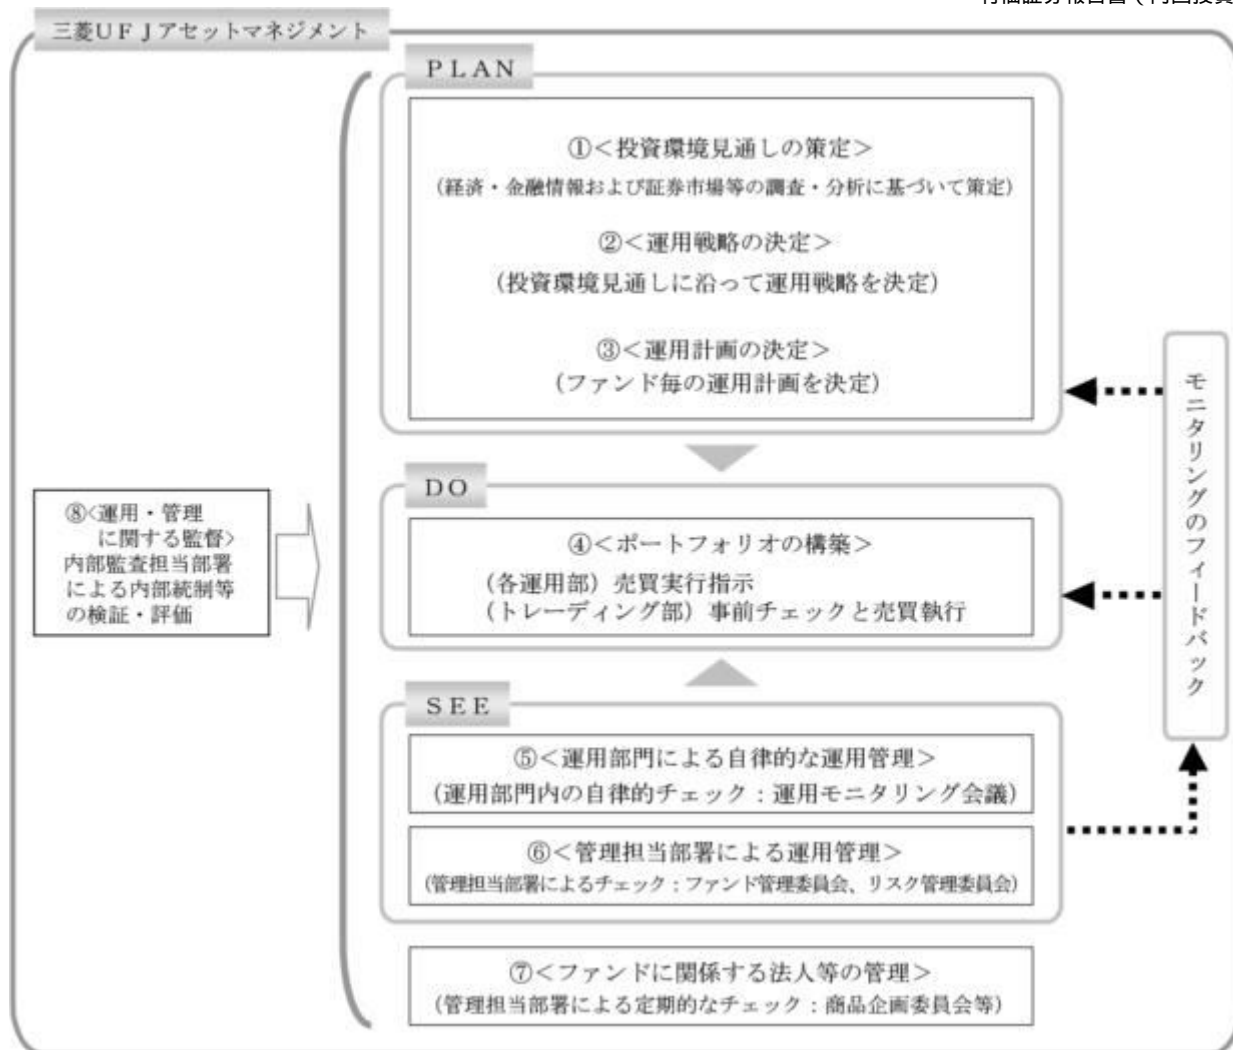 三菱UFJアセットマネジメント
PLAN
①<投資環境見通しの策定>
(経済・金融情報および証券市場等の調査・分析に基づいて策定)
②<運用戦略の決定>
(投資環境見通しに沿って運用戦略を決定)
③<運用計画の決定>
(ファンド毎の運用計画を決定)
DO
④<ポートフォリオの構築>
(各運用部)売買実行指示
(トレーディング部)事前チェックと売買執行
SEE
⑤<運用部門による自律的な運用管理>
(運用部門内の自律的チェック:運用モニタリング会議)
⑥<管理担当部署による運用管理>
(管理担当部署によるチェック:ファンド管理委員会、リスク管理委員会)
⑦<ファンドに関係する法人等の管理>
(管理担当部署による定期的なチェック:商品企画委員会等)
⑧<運用・管理
に関する監督>
内部監査担当部署
による内部統制等
の検証・評価
モニタリングのフィードバック